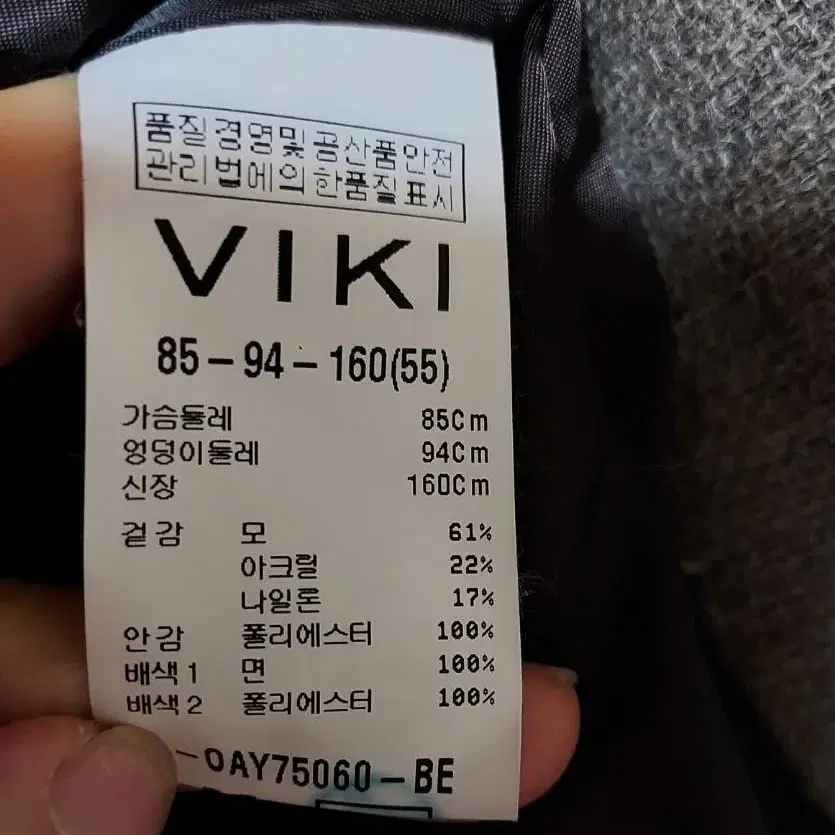 품질경영및공산품안전
관리법에의한품질표시
VIKI
85-94-160(55)
가슴둘레 85Cm
엉덩이둘레 94Cm
신장 160Cm
겉감 모 61%
아크릴 22%
나일론 17%
안감 폴리에스터 100%
배색1 면 100%
배색2 폴리에스터 100%
-OAY75060-BE